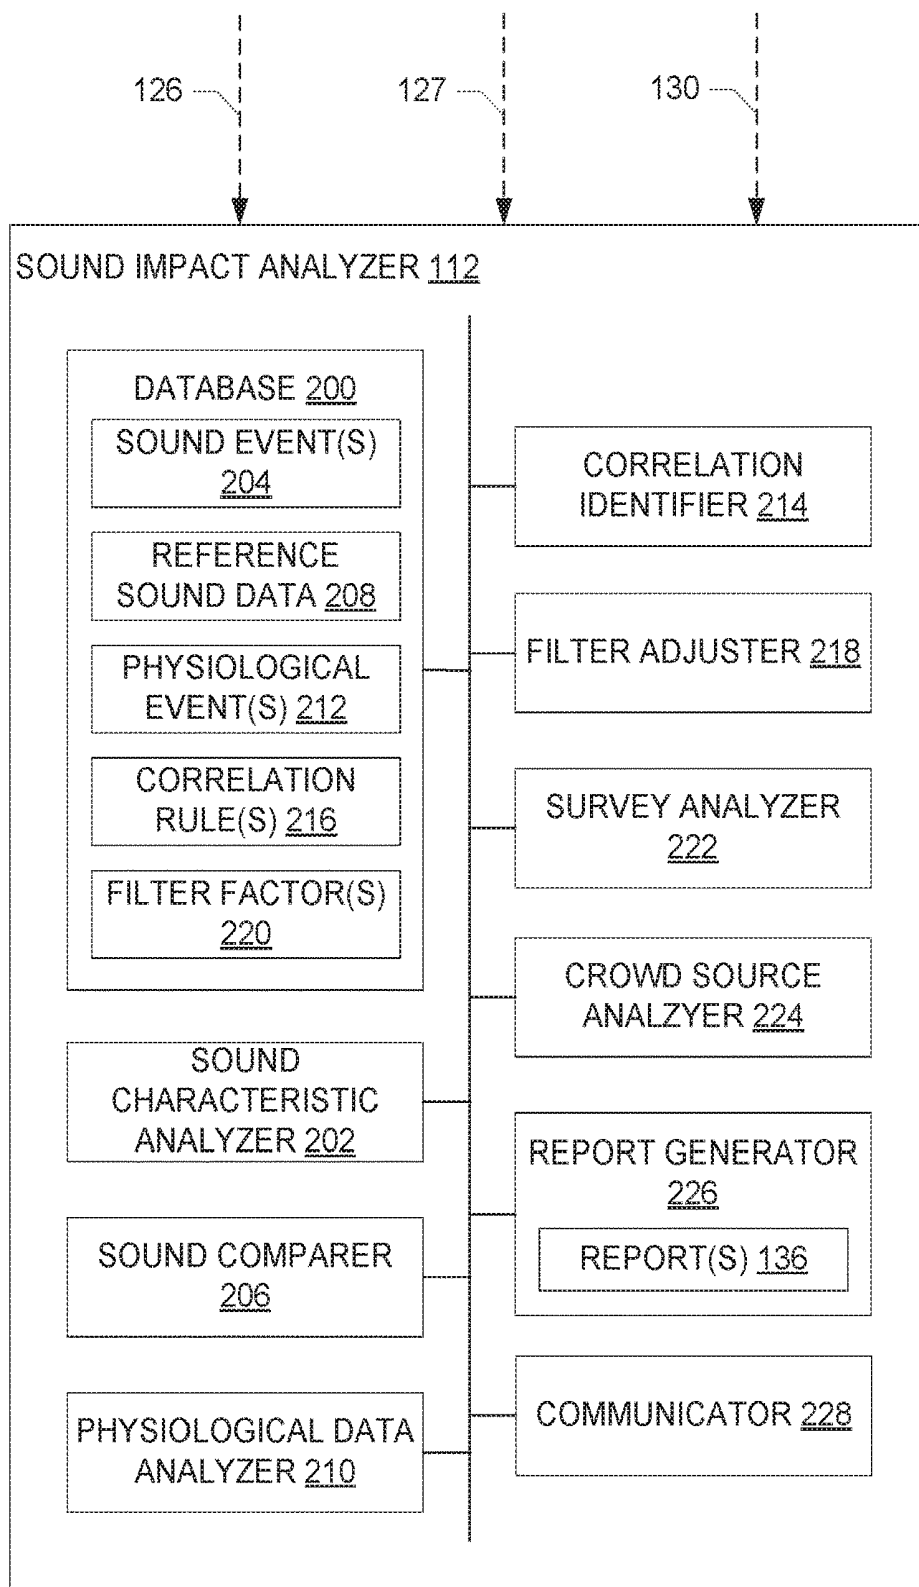 126
127
130
SOUND IMPACT ANALYZER 112
DATABASE 200
SOUND EVENT(S)
204
REFERENCE
SOUND DATA 208
PHYSIOLOGICAL
EVENT(S) 212
CORRELATION
RULE(S) 216
FILTER FACTOR(S)
220
SOUND
CHARACTERISTIC
ANALYZER 202
SOUND COMPARER
206
PHYSIOLOGICAL DATA
ANALYZER 210
CORRELATION
IDENTIFIER 214
FILTER ADJUSTER 218
SURVEY ANALYZER
222
CROWD SOURCE
ANALZYER 224
REPORT GENERATOR
226
REPORT(S) 136
COMMUNICATOR 228